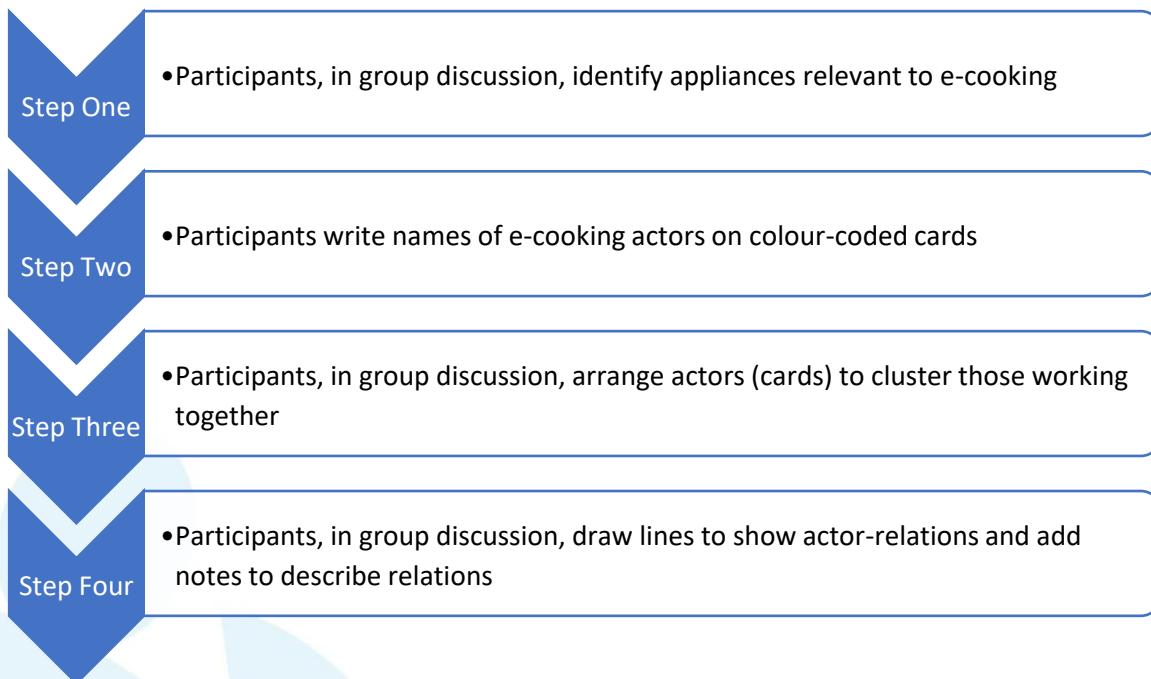 Step One
•Participants, in group discussion, identify appliances relevant to e-cooking
Step Two
•Participants write names of e-cooking actors on colour-coded cards
Step Three
•Participants, in group discussion, arrange actors (cards) to cluster those working
together
Step Four
•Participants, in group discussion, draw lines to show actor-relations and add
notes to describe relations